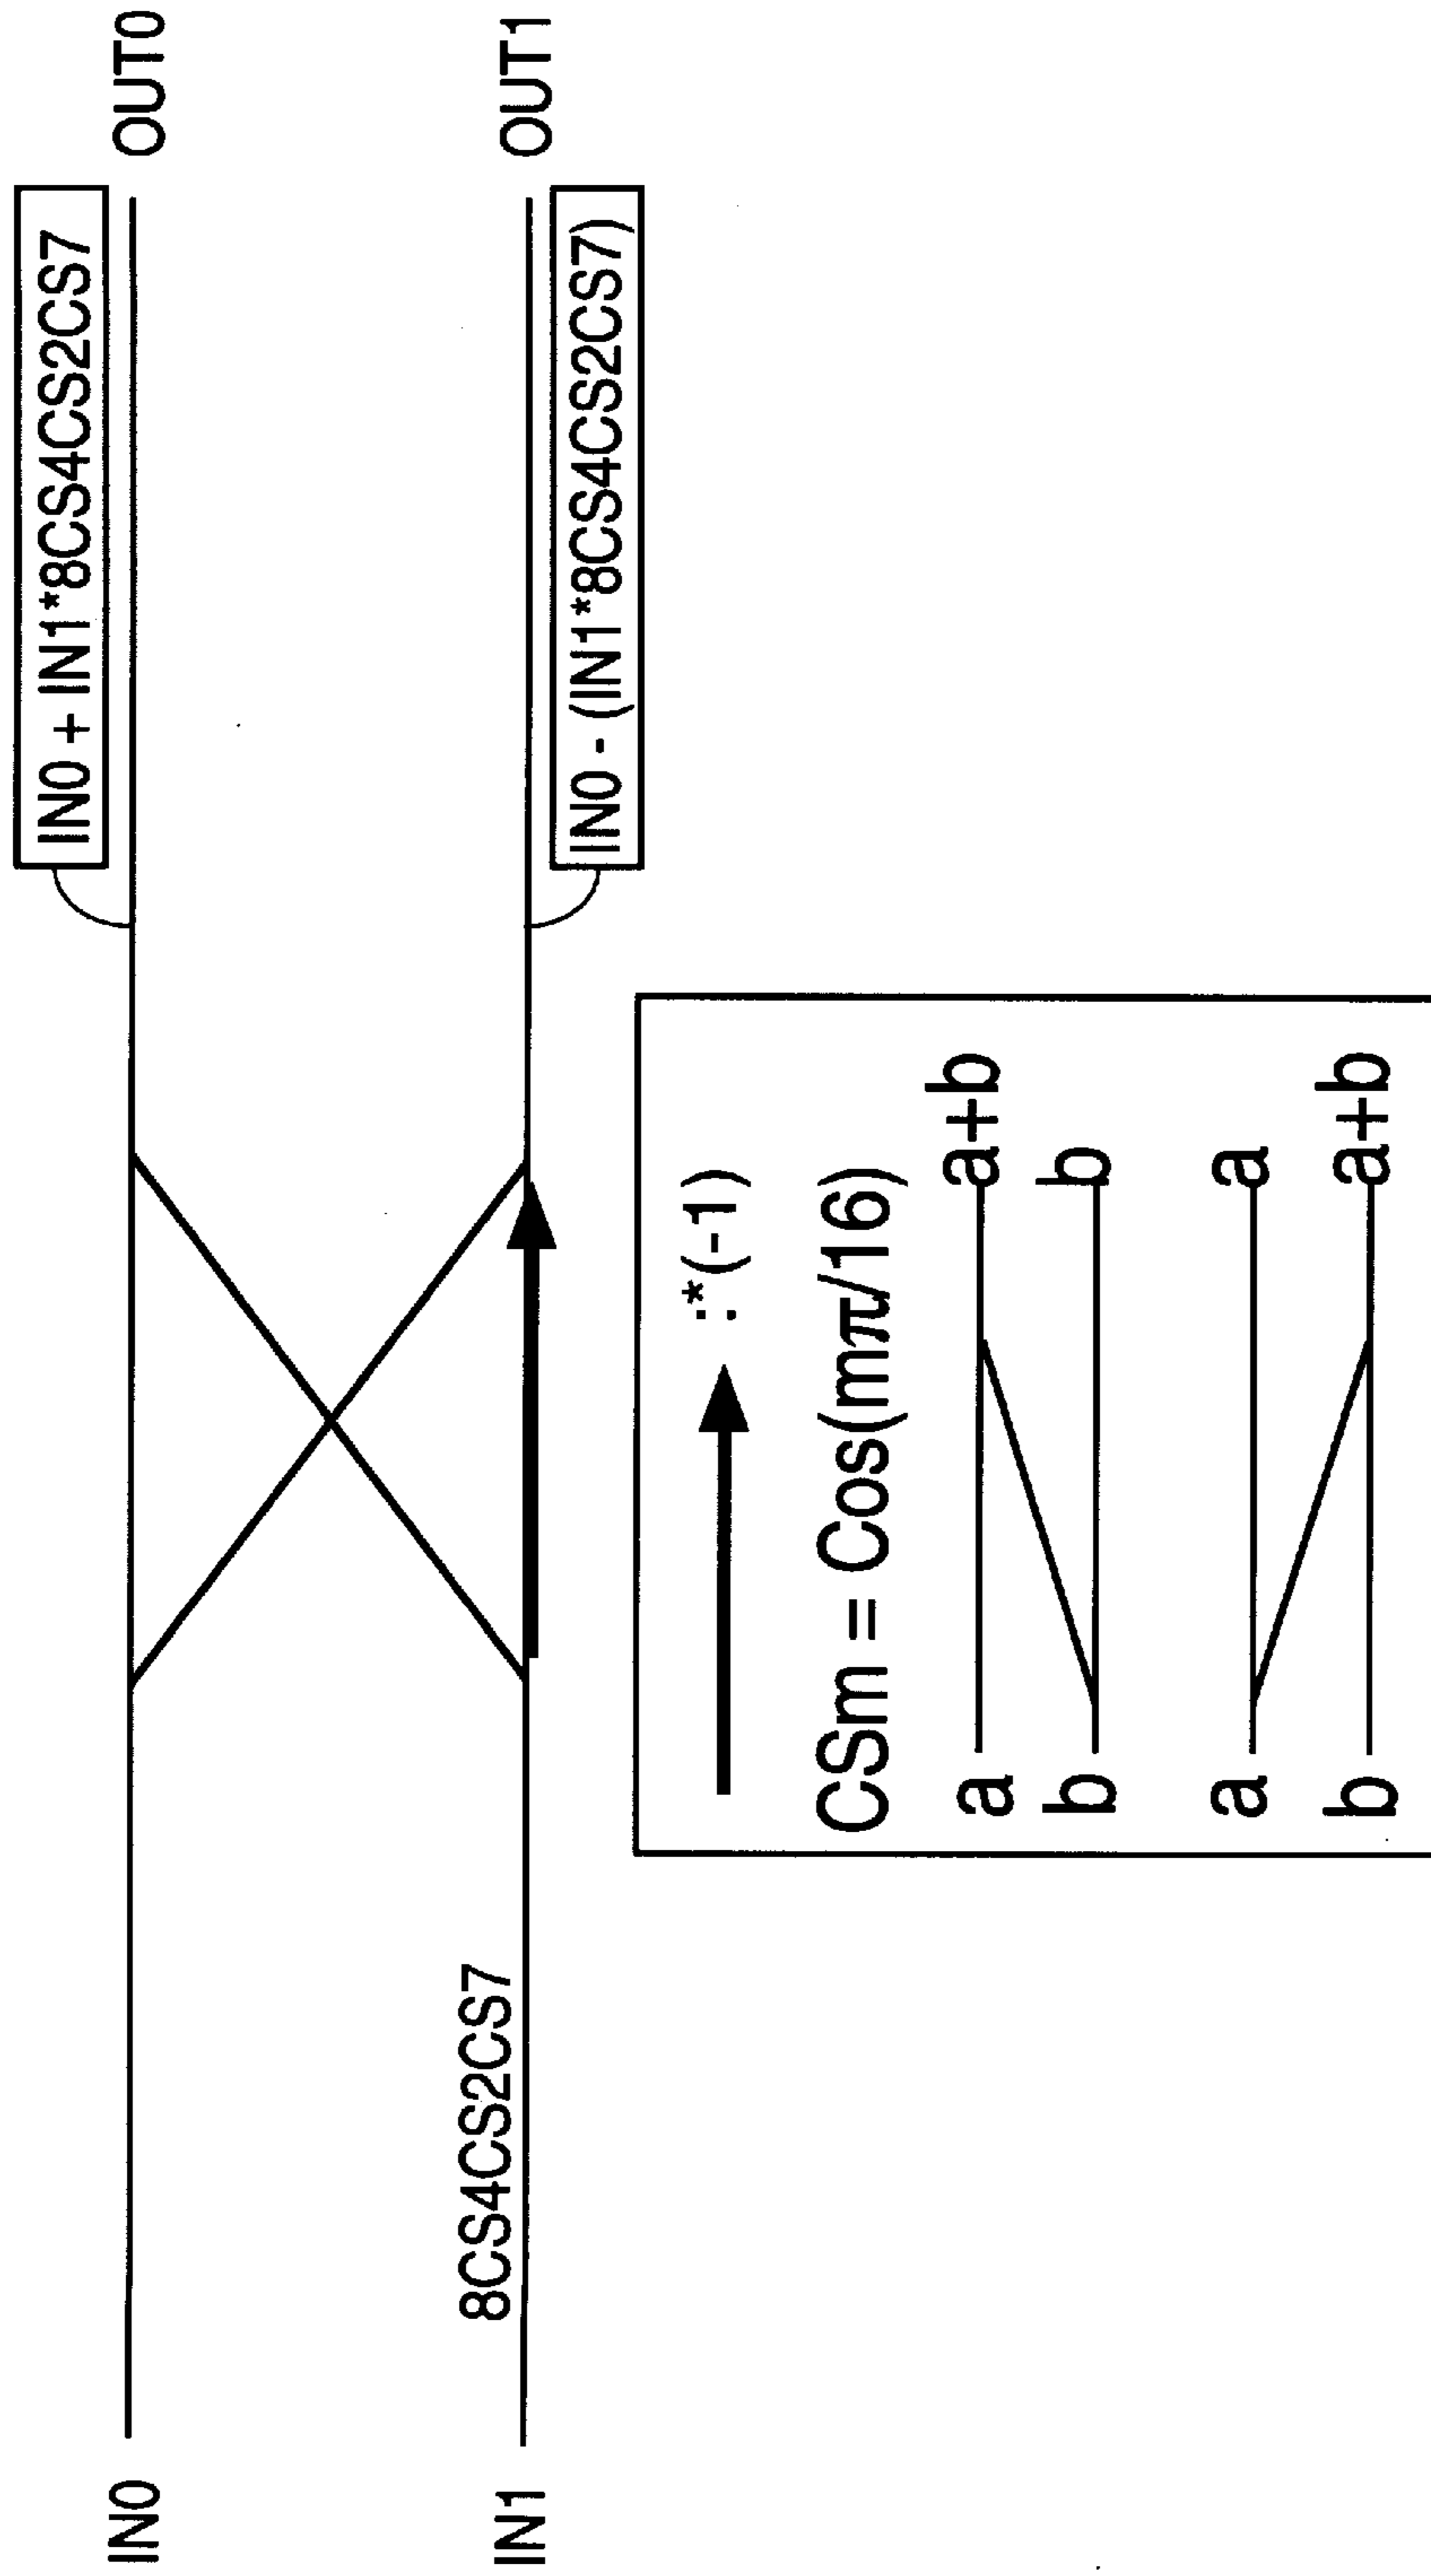 IN0 + IN1*8CS4CS2CS7
IN0
OUT0
8CS4CS2CS7
IN1
OUT1
IN0 - (IN1*8CS4CS2CS7)
:*(-1)
CSm = Cos(mπ/16)
a
a+b
b
b
a
a
b
a+b